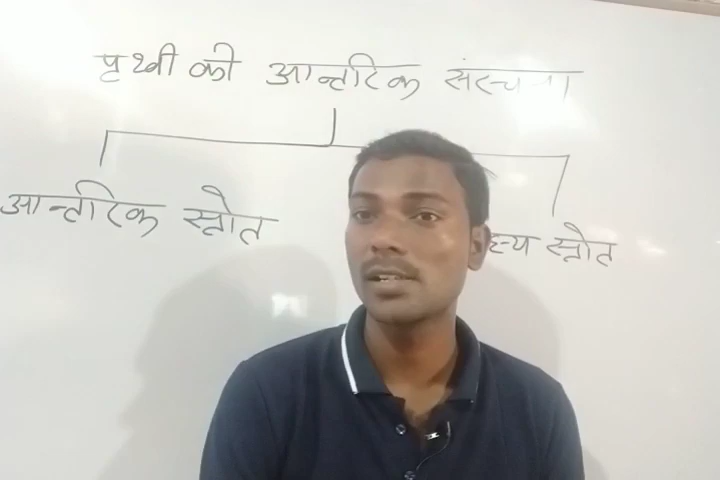 पृथ्वी की आन्तरिक संरचना
आन्तरिक स्त्रोत
ह्य स्त्रोत